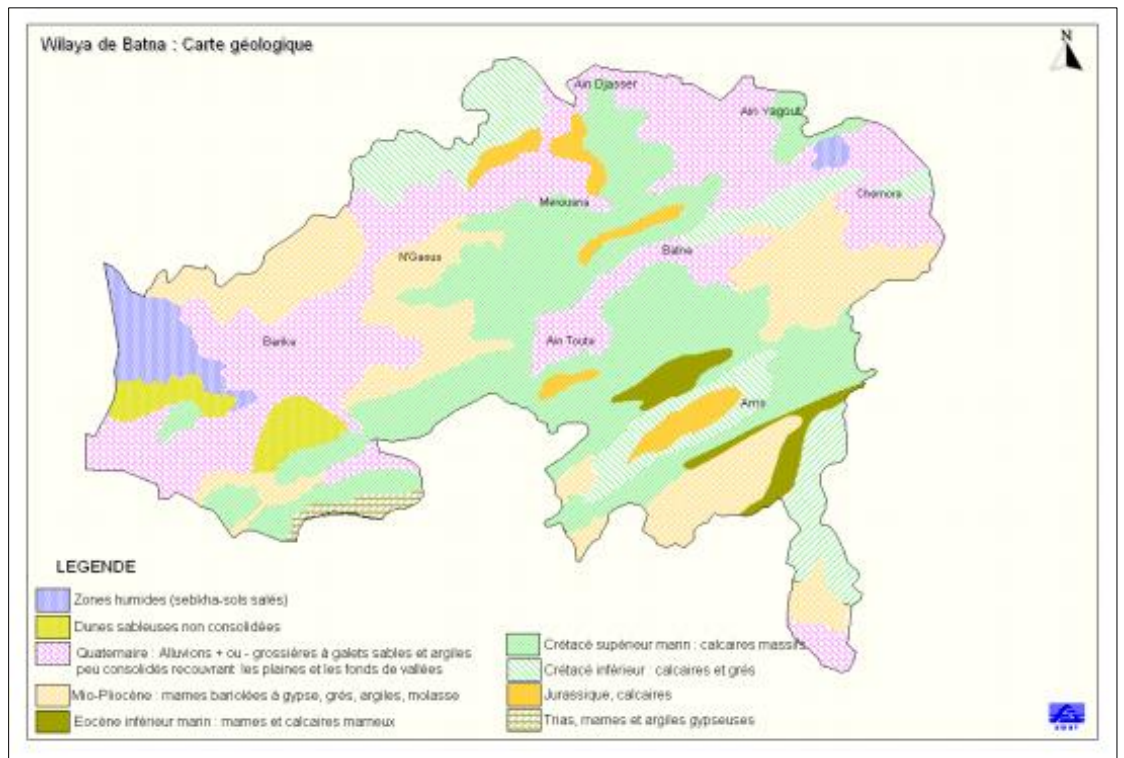 Wilaya de Batna : Carte géologique
N
Ain Djasser
Ain Yagout
Chemora
Merouana
Batna
N'Gaous
Barika
Ain Touta
Arris
LEGENDE
Zones humides (sebkha-sols salés)
Dunes sableuses non consolidées
Quaternaire : Alluvions + ou - grossières à galets sables et argiles
peu consolidés recouvrant les plaines et les fonds de vallées
Mio-Pliocène : marnes bariolées à gypse, grés, argiles, molasse
Eocène inférieur marin : marnes et calcaires marneux
Crétacé supérieur marin : calcaires massifs
Crétacé inférieur : calcaires et grés
Jurassique, calcaires
Trias, marnes et argiles gypseuses